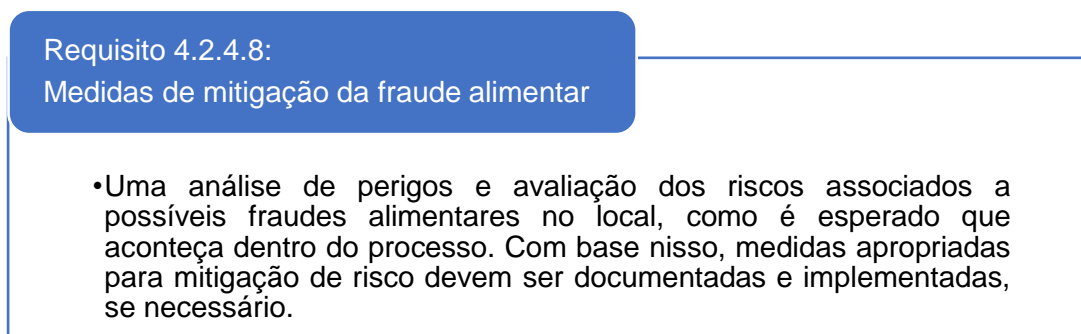 Requisito 4.2.4.8:
Medidas de mitigação da fraude alimentar
•Uma análise de perigos e avaliação dos riscos associados a
possíveis fraudes alimentares no local, como é esperado que
aconteça dentro do processo. Com base nisso, medidas apropriadas
para mitigação de risco devem ser documentadas e implementadas,
se necessário.